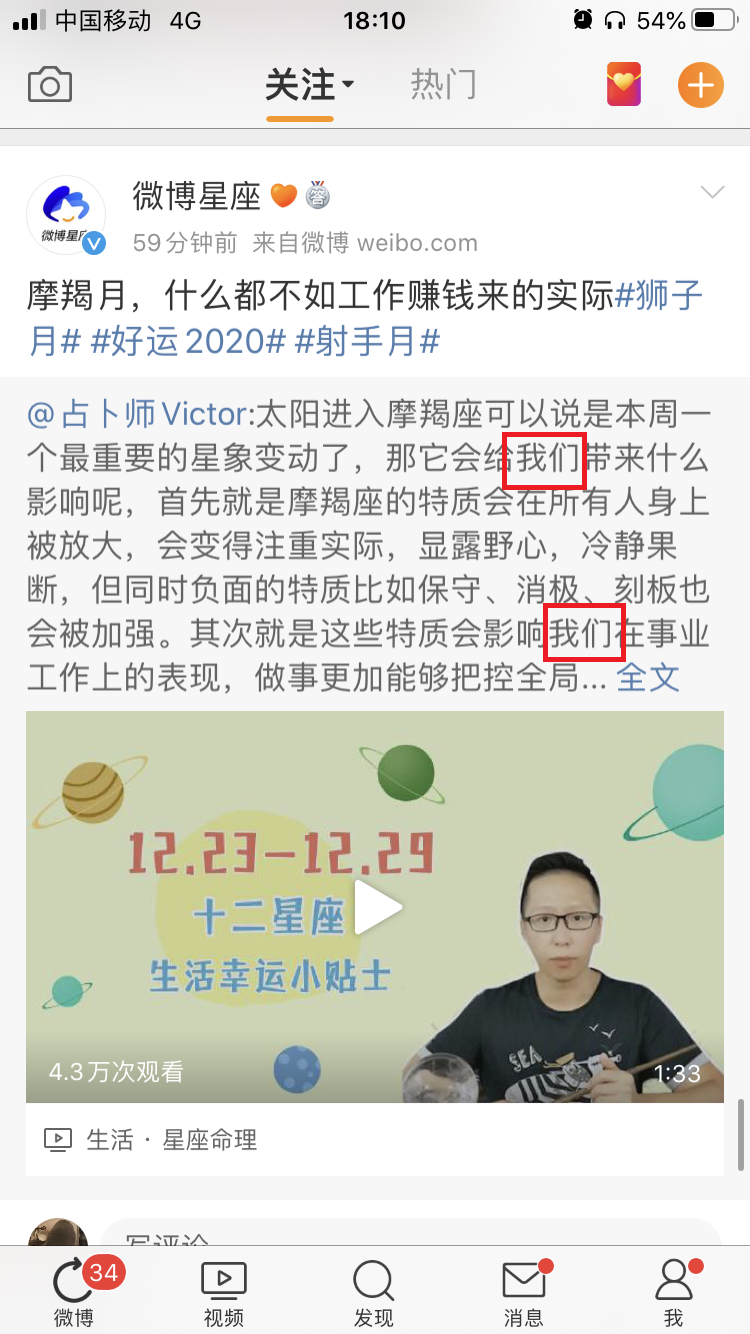 中国移动 4G 18:10 54%
关注 热门
微博星座
答
微博星座
59分钟前 来自微博 weibo.com
摩羯月，什么都不如工作赚钱来的实际#狮子
月# #好运2020# #射手月#
@占卜师Victor:太阳进入摩羯座可以说是本周一
个最重要的星象变动了，那它会给我们带来什么
影响呢，首先就是摩羯座的特质会在所有人身上
被放大，会变得注重实际，显露野心，冷静果
断，但同时负面的特质比如保守、消极、刻板也
会被加强。其次就是这些特质会影响我们在事业
工作上的表现，做事更加能够把控全局... 全文
12.23-12.29
十二星座
生活幸运小贴士
SEA
4.3万次观看
1:33
生活 · 星座命理
写评论
34
微博 视频 发现 消息 我